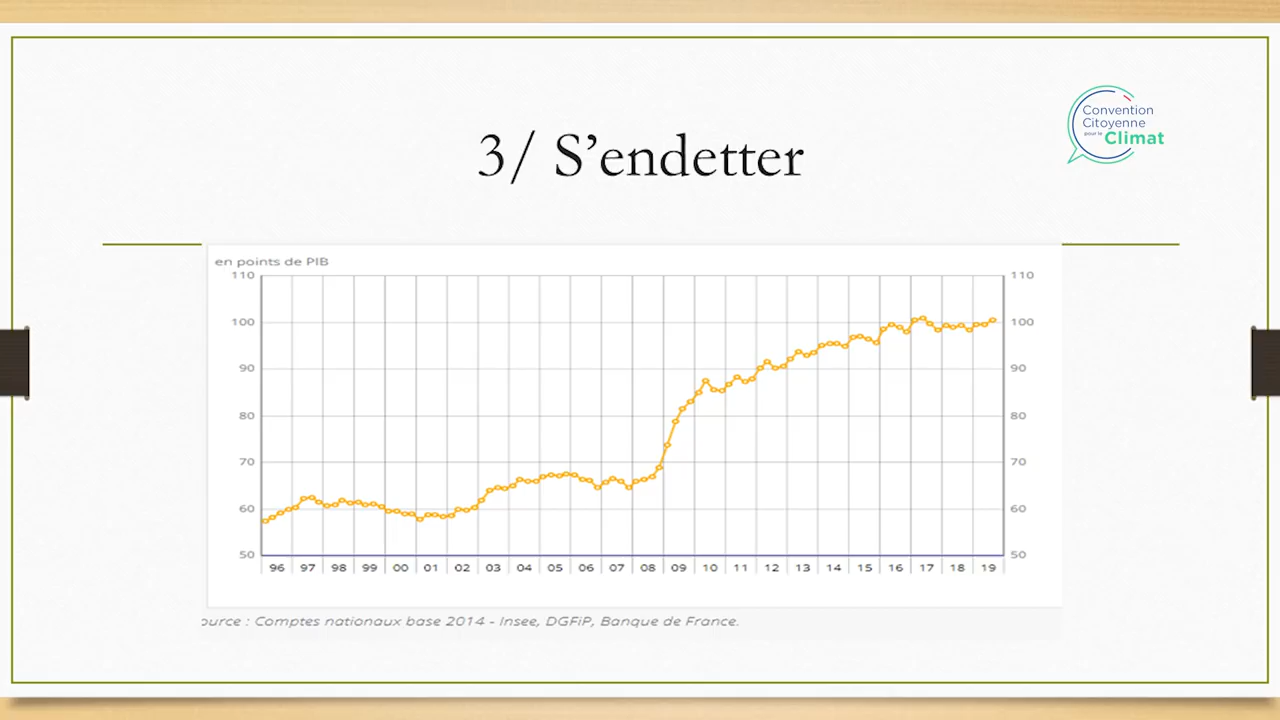 3/ S’endetter
Convention
Citoyenne
pour le
Climat
en points de PIB
110 110
100 100
90 90
80 80
70 70
60 60
50 50
96 97 98 99 00 01 02 03 04 05 06 07 08 09 10 11 12 13 14 15 16 17 18 19
ource : Comptes nationaux base 2014 - Insee, DGFiP, Banque de France.